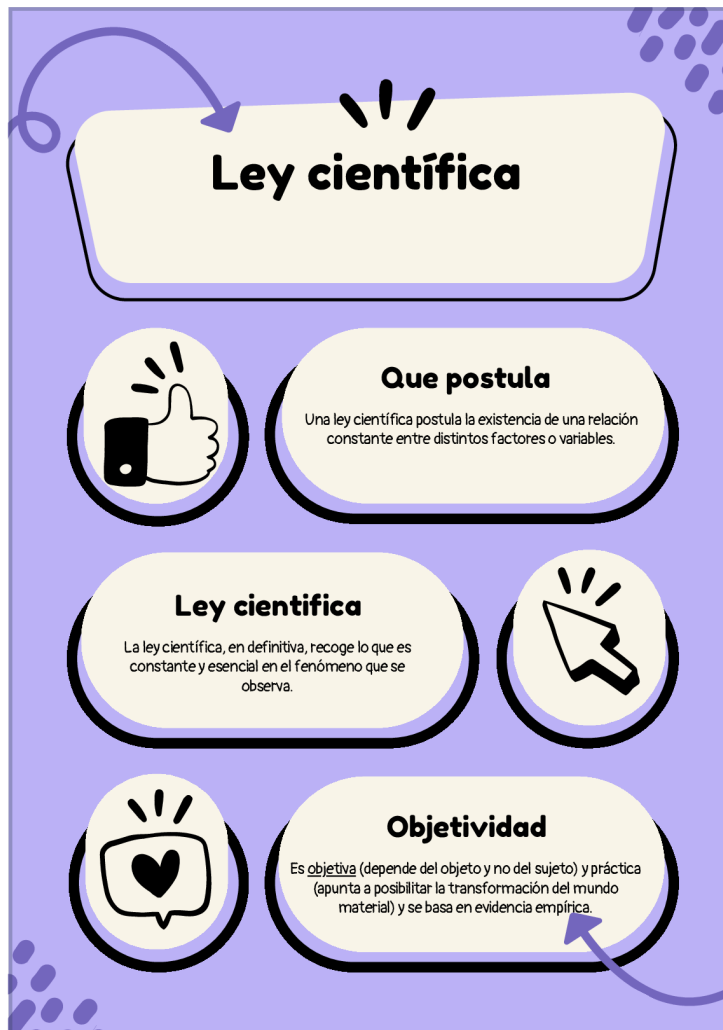 Ley científica
Que postula
Una ley científica postula la existencia de una relación
constante entre distintos factores o variables.
Ley cientifica
La ley científica, en definitiva, recoge lo que es
constante y esencial en el fenómeno que se
observa.
Objetividad
Es objetiva (depende del objeto y no del sujeto) y práctica
(apunta a posibilitar la transformación del mundo
material) y se basa en evidencia empírica.